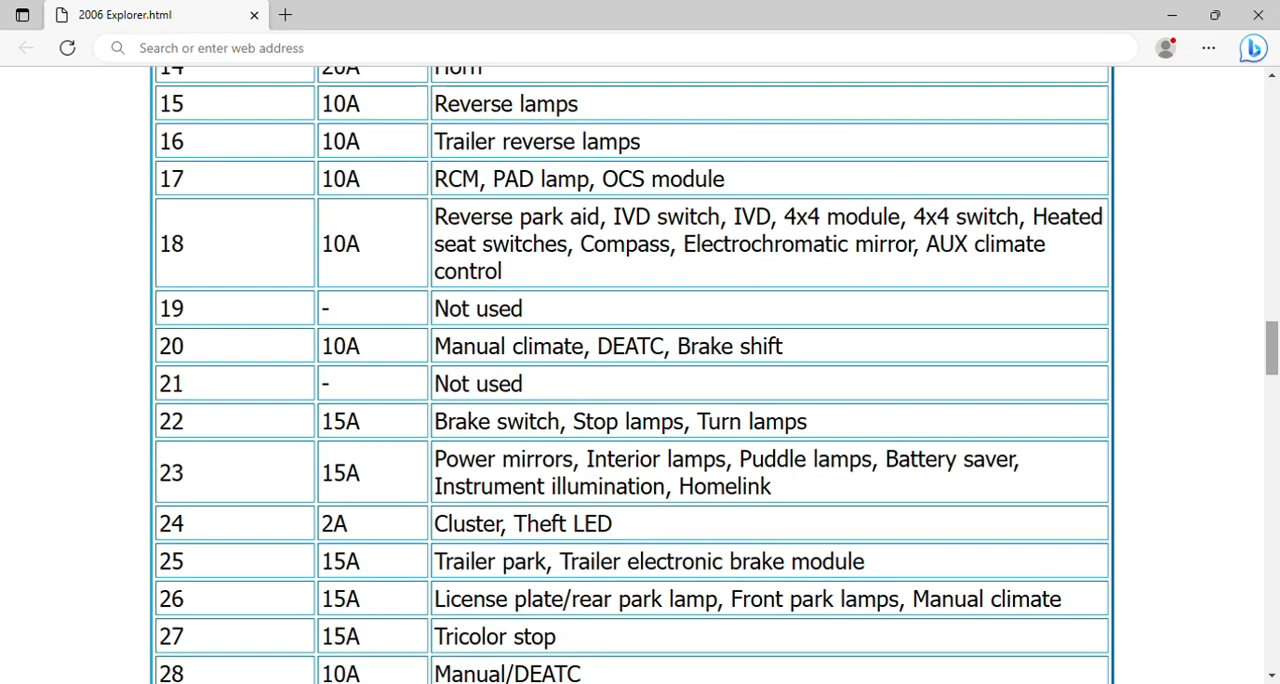 2006 Explorer.html
Search or enter web address
14 20A Horn
15 10A Reverse lamps
16 10A Trailer reverse lamps
17 10A RCM, PAD lamp, OCS module
18 10A Reverse park aid, IVD switch, IVD, 4x4 module, 4x4 switch, Heated
seat switches, Compass, Electrochromatic mirror, AUX climate
control
19 - Not used
20 10A Manual climate, DEATC, Brake shift
21 - Not used
22 15A Brake switch, Stop lamps, Turn lamps
23 15A Power mirrors, Interior lamps, Puddle lamps, Battery saver,
Instrument illumination, Homelink
24 2A Cluster, Theft LED
25 15A Trailer park, Trailer electronic brake module
26 15A License plate/rear park lamp, Front park lamps, Manual climate
27 15A Tricolor stop
28 10A Manual/DEATC